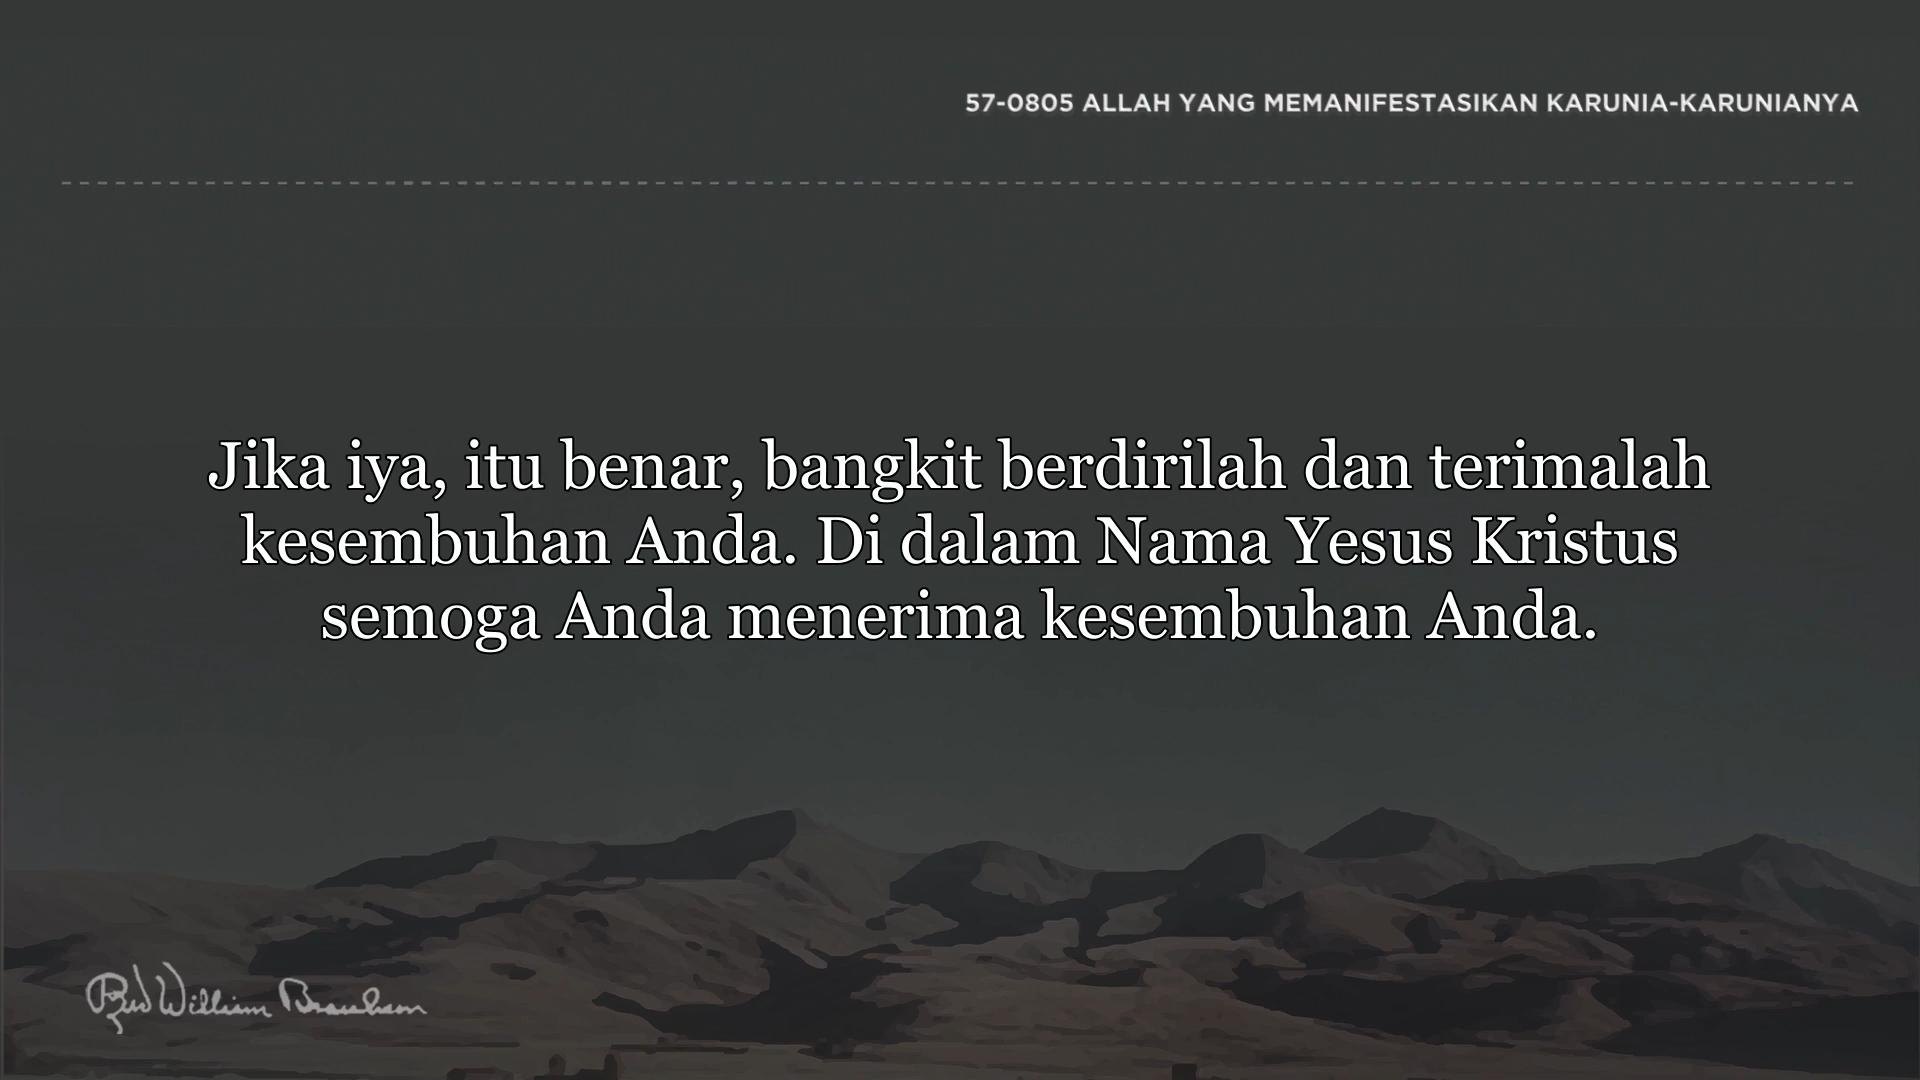 57-0805 ALLAH YANG MEMANIFESTASIKAN KARUNIA-KARUNIANYA
Jika iya, itu benar, bangkit berdirilah dan terimalah
kesembuhan Anda. Di dalam Nama Yesus Kristus
semoga Anda menerima kesembuhan Anda.
Rev William Branham